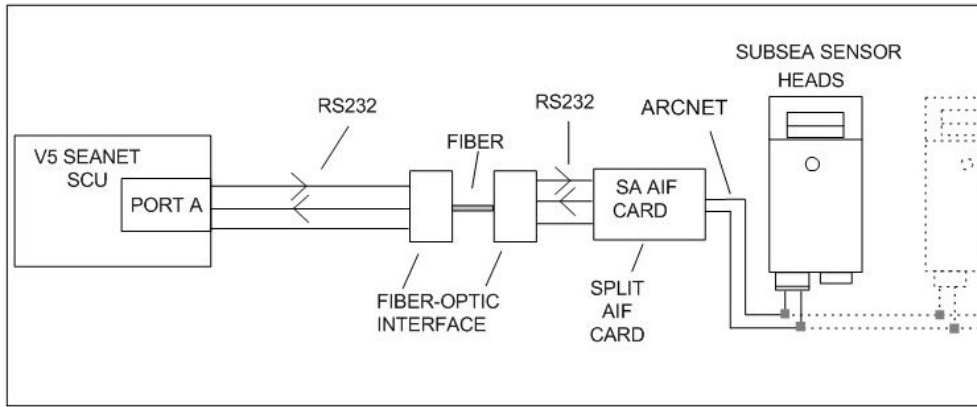 SUBSEA SENSOR
HEADS
RS232
RS232
ARCNET
FIBER
V5 SEANET
SCU
PORT A
SA AIF
CARD
FIBER-OPTIC
INTERFACE
SPLIT
AIF
CARD